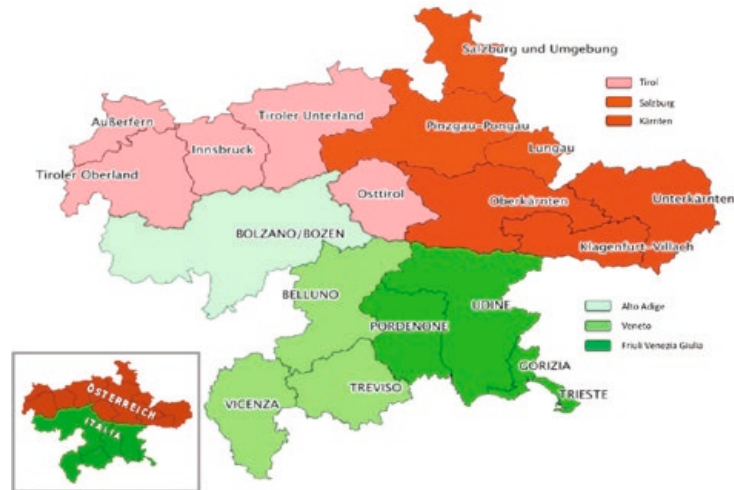 Salzburg und Umgebung
Tirol
Salzburg
Kärnten
Tiroler Unterland
Außerfern
Pinzgau-Pongau
Innsbruck
Lungau
Tiroler Oberland
Osttirol
Oberkärnten
Unterkärnten
BOLZANO/BOZEN
Klagenfurt-Villach
BELLUNO
UDINE
Alto Adige
Veneto
Friuli Venezia Giulia
PORDENONE
GORIZIA
TREVISO
TRIESTE
VICENZA
ÖSTERREICH
ITALIA